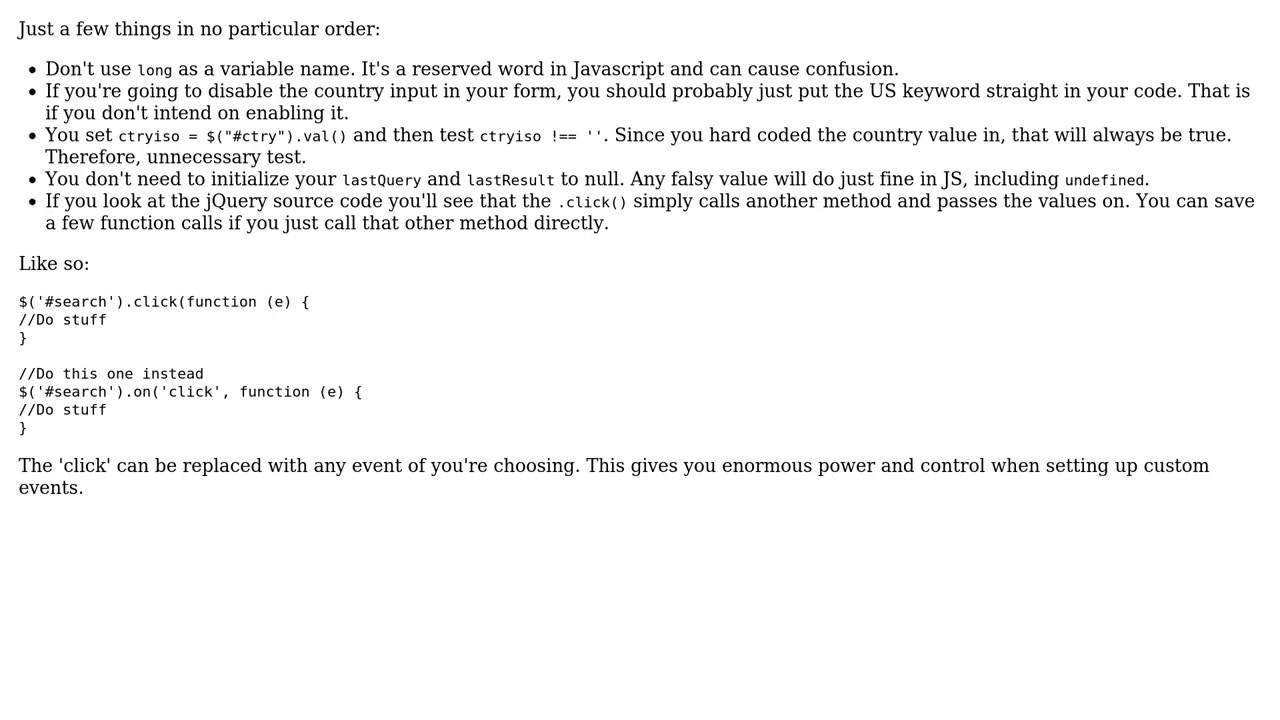 Just a few things in no particular order:
• Don't use long as a variable name. It's a reserved word in Javascript and can cause confusion.
• If you're going to disable the country input in your form, you should probably just put the US keyword straight in your code. That is
if you don't intend on enabling it.
• You set ctryiso = $("#ctry").val() and then test ctryiso !== ''. Since you hard coded the country value in, that will always be true.
Therefore, unnecessary test.
• You don't need to initialize your lastQuery and lastResult to null. Any falsy value will do just fine in JS, including undefined.
• If you look at the jQuery source code you'll see that the .click() simply calls another method and passes the values on. You can save
a few function calls if you just call that other method directly.
Like so:
$('#search').click(function (e) {
//Do stuff
}
//Do this one instead
$('#search').on('click', function (e) {
//Do stuff
}
The 'click' can be replaced with any event of you're choosing. This gives you enormous power and control when setting up custom
events.